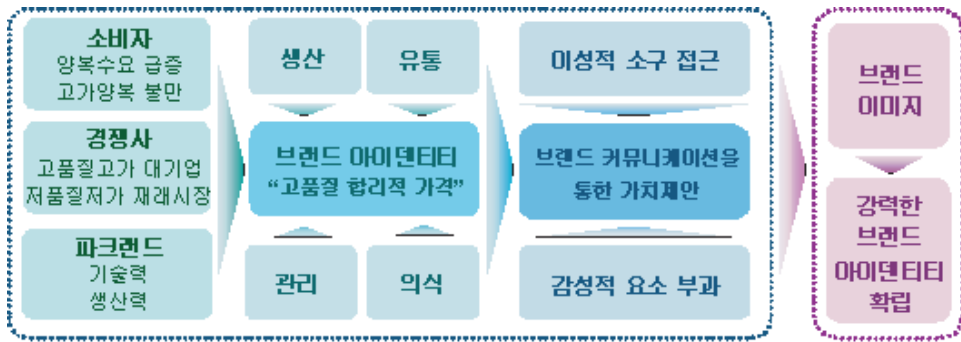 소비자
양복수요 급증
고가양복 불만
경쟁사
고품질고가 대기업
저품질저가 재래시장
파크랜드
기술력
생산력
생산
유통
브랜드 아이덴티티
“고품질 합리적 가격”
관리
의식
이성적 소구 접근
브랜드 커뮤니케이션을
통한 가치제안
감성적 요소 부과
브랜드
이미지
강력한
브랜드
아이덴티티
확립